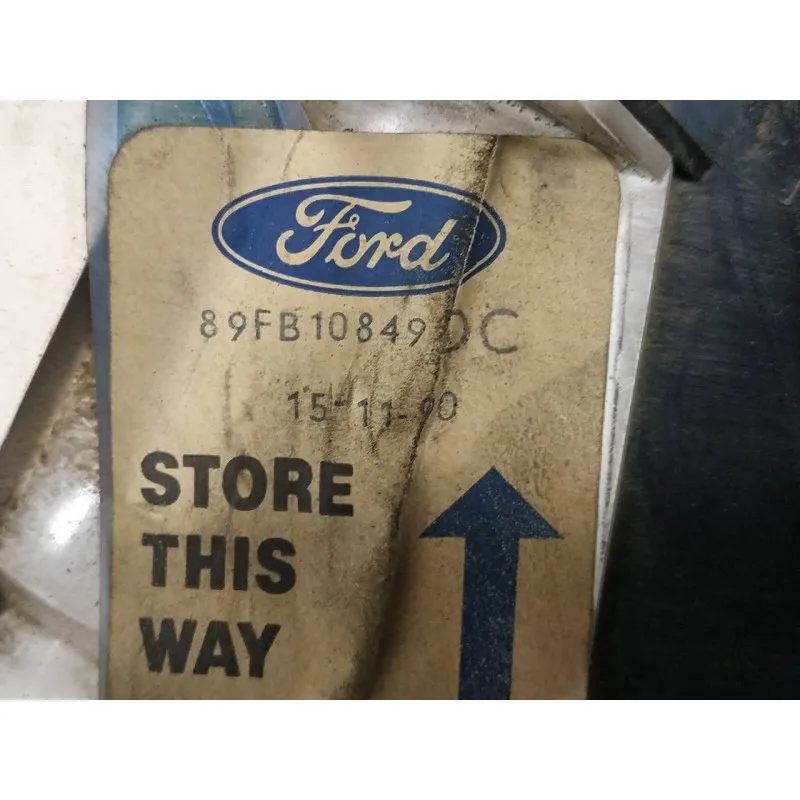 Ford
89FB10849DC
15-11-90
STORE
THIS
WAY